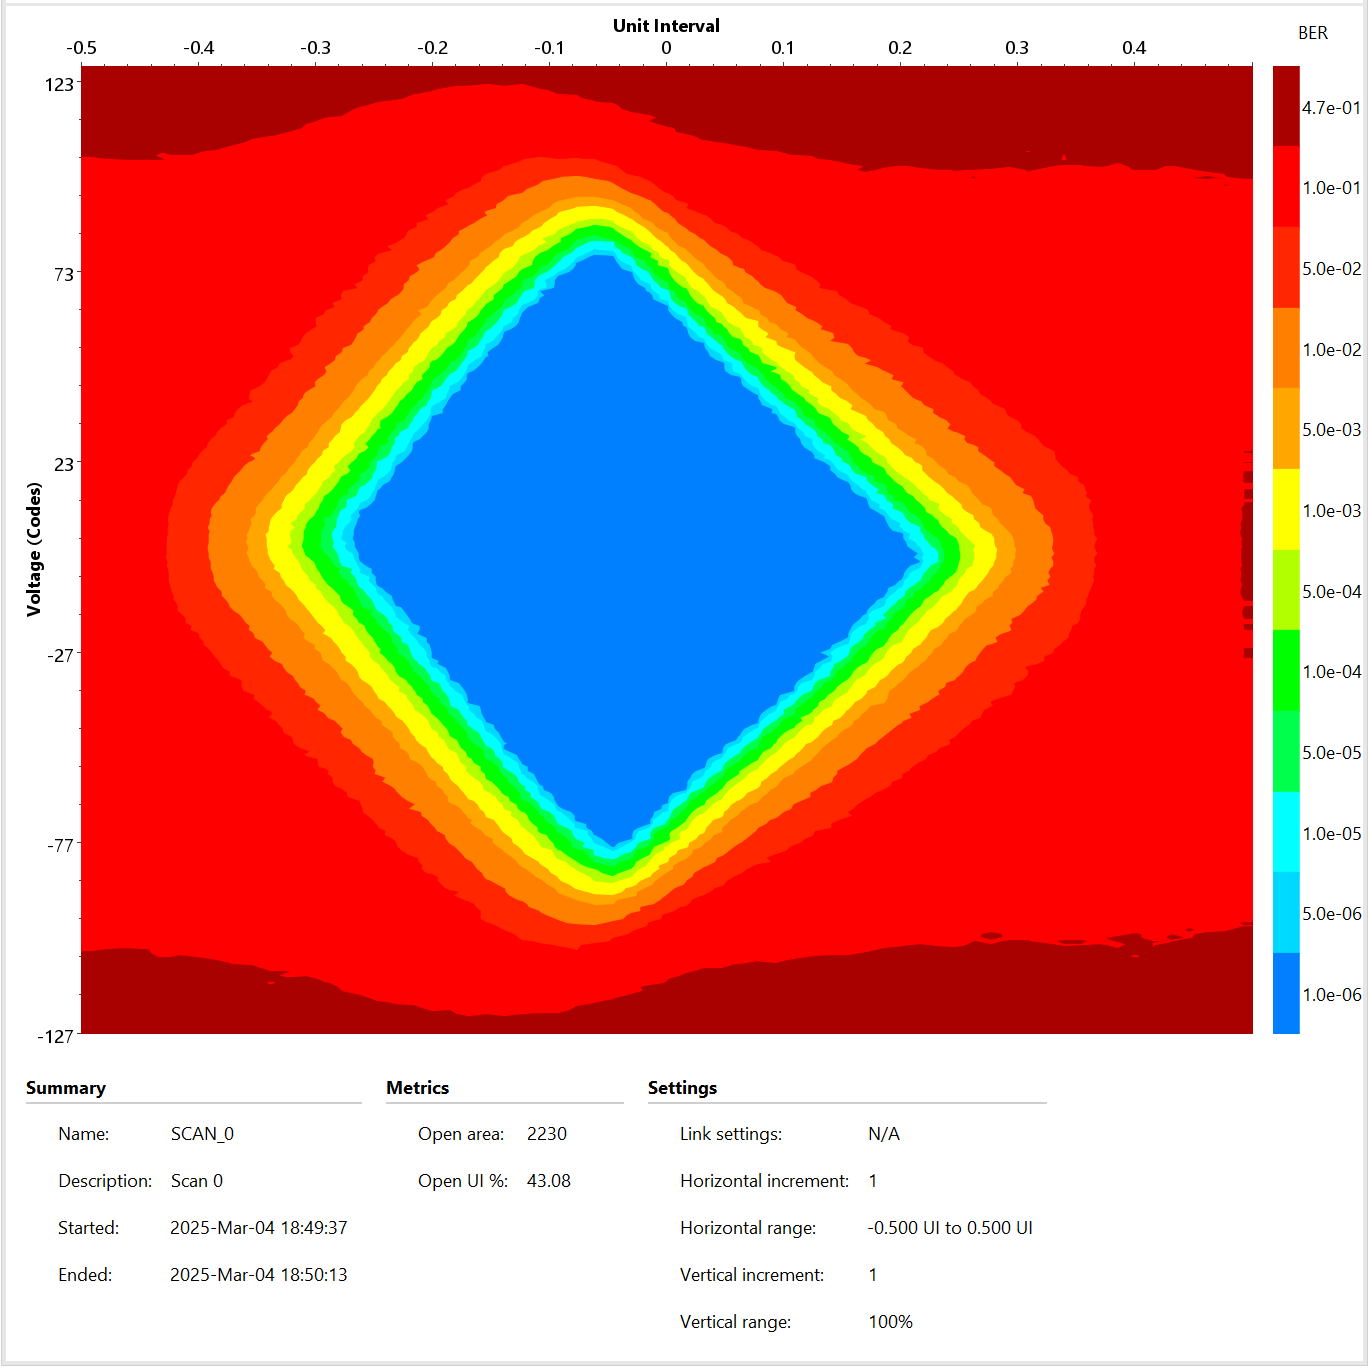 Unit Interval
BER
-0.5 -0.4 -0.3 -0.2 -0.1 0 0.1 0.2 0.3 0.4
123
73
23
-27
-77
-127
Voltage (Codes)
4.7e-01
1.0e-01
5.0e-02
1.0e-02
5.0e-03
1.0e-03
5.0e-04
1.0e-04
5.0e-05
1.0e-05
5.0e-06
1.0e-06
Summary
Name: SCAN_0
Description: Scan 0
Started: 2025-Mar-04 18:49:37
Ended: 2025-Mar-04 18:50:13
Metrics
Open area: 2230
Open UI %: 43.08
Settings
Link settings: N/A
Horizontal increment: 1
Horizontal range: -0.500 UI to 0.500 UI
Vertical increment: 1
Vertical range: 100%